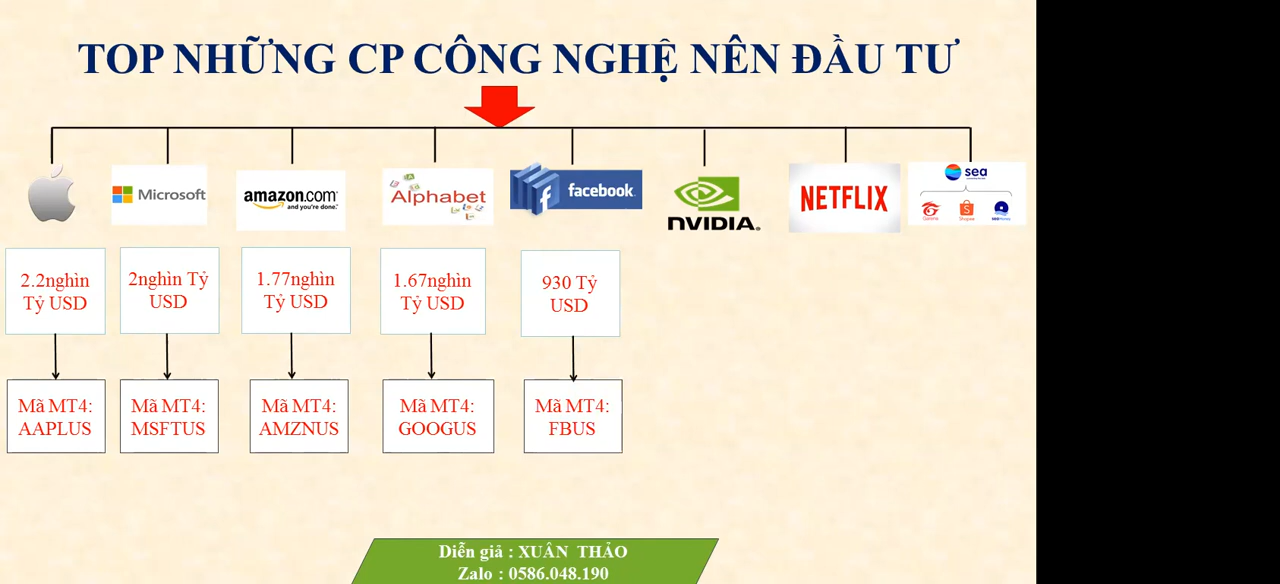 TOP NHỮNG CP CÔNG NGHỆ NÊN ĐẦU TƯ
Microsoft
amazon.com
and you're done.
Alphabet
facebook
NVIDIA
NETFLIX
sea
Garena
Shopee
2.2nghìn
Tỷ USD
2nghìn Tỷ
USD
1.77nghìn
Tỷ USD
1.67nghìn
Tỷ USD
930 Tỷ
USD
Mã MT4:
AAPLUS
Mã MT4:
MSFTUS
Mã MT4:
AMZNUS
Mã MT4:
GOOGUS
Mã MT4:
FBUS
Diễn giả : XUÂN THẢO
Zalo : 0586.048.190